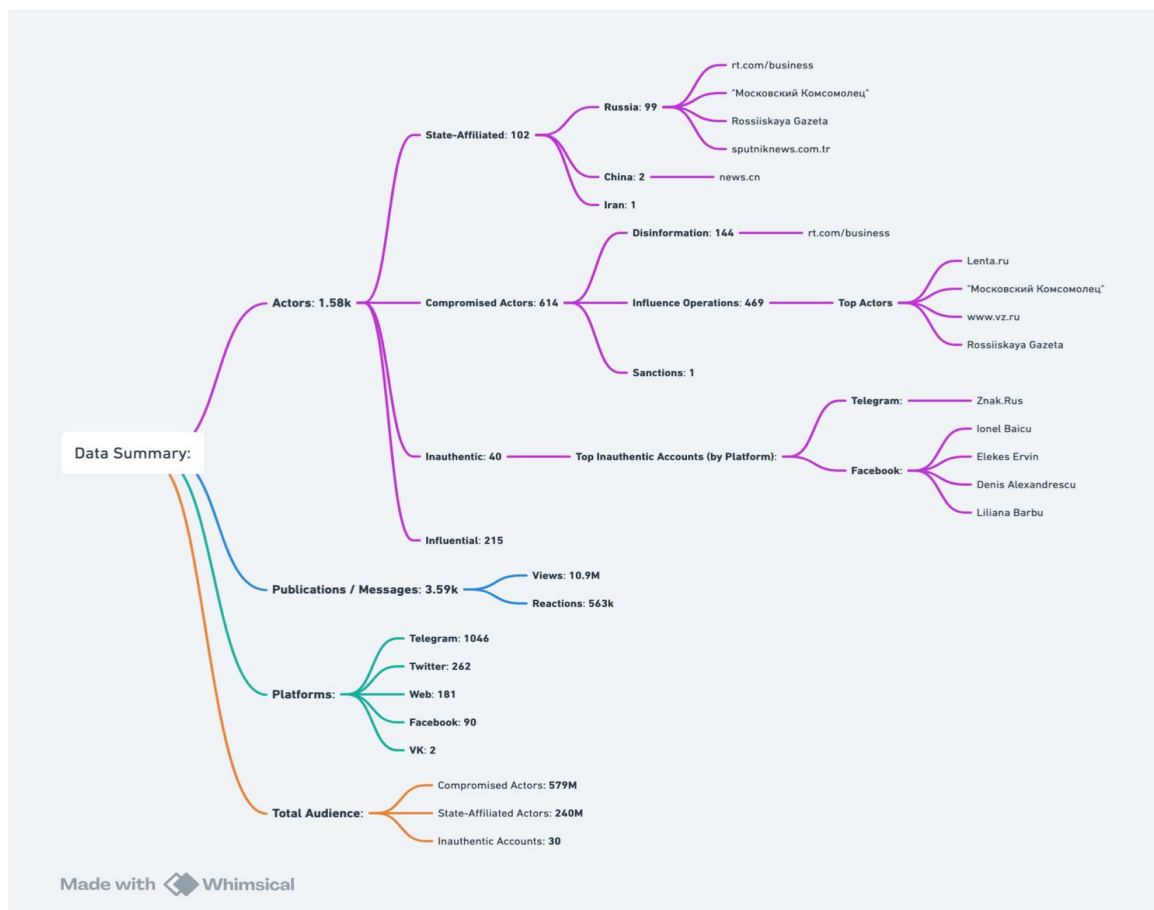 Data Summary:
Actors: 1.58k
State-Affiliated: 102
Russia: 99
rt.com/business
"Московский Комсомолец"
Rossiiskaya Gazeta
sputniknews.com.tr
China: 2
news.cn
Iran: 1
Compromised Actors: 614
Disinformation: 144
rt.com/business
Influence Operations: 469
Top Actors
Lenta.ru
"Московский Комсомолец"
www.vz.ru
Rossiiskaya Gazeta
Sanctions: 1
Inauthentic: 40
Top Inauthentic Accounts (by Platform):
Telegram:
Znak.Rus
Facebook:
Ionel Baicu
Elekes Ervin
Denis Alexandrescu
Liliana Barbu
Influential: 215
Publications / Messages: 3.59k
Views: 10.9M
Reactions: 563k
Platforms:
Telegram: 1046
Twitter: 262
Web: 181
Facebook: 90
VK: 2
Total Audience:
Compromised Actors: 579M
State-Affiliated Actors: 240M
Inauthentic Accounts: 30
Made with Whimsical